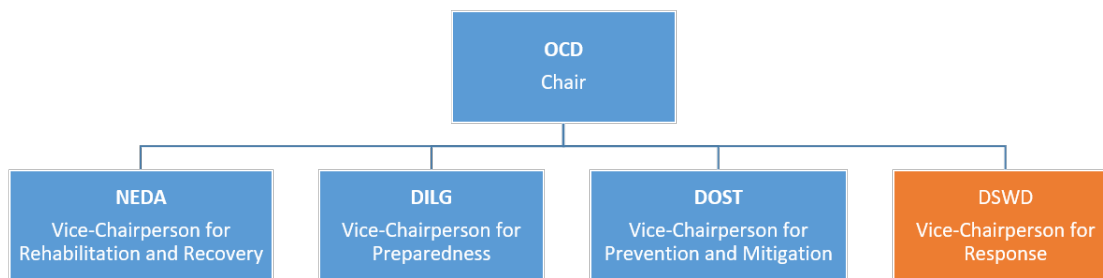 OCD
Chair
NEDA
Vice-Chairperson for
Rehabilitation and Recovery
DILG
Vice-Chairperson for
Preparedness
DOST
Vice-Chairperson for
Prevention and Mitigation
DSWD
Vice-Chairperson for
Response